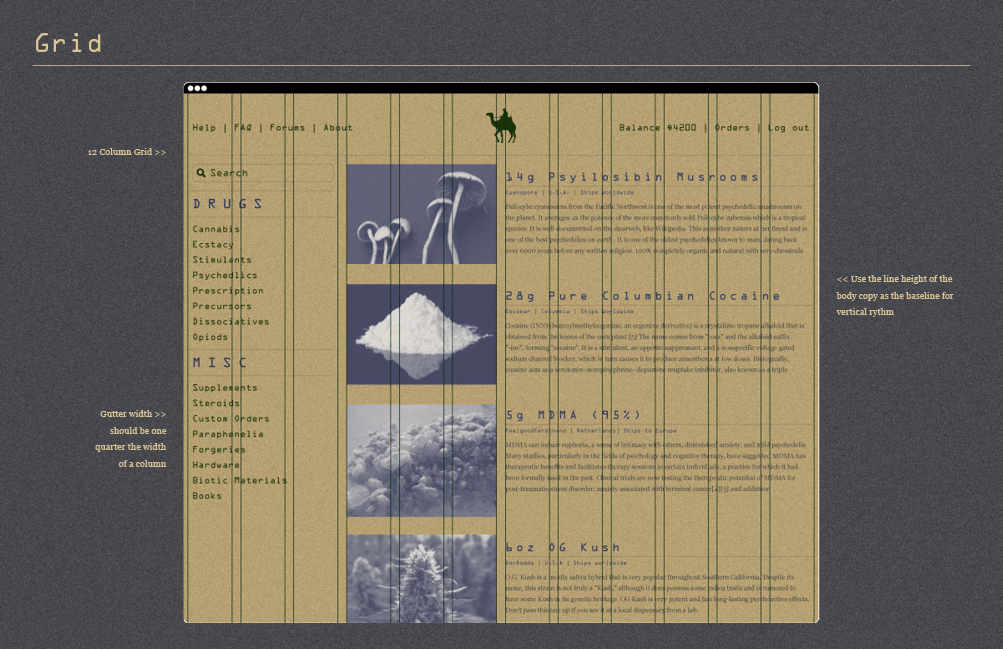 Grid
Help | FAQ | Forums | About
Balance $4200 | Orders | Log out
12 Column Grid >>
Search
DRUGS
Cannabis
Ecstacy
Stimulants
Psychedlics
Prescription
Precursors
Dissociatives
Opiods
MISC
Supplements
Steroids
Custom Orders
Paraphenelia
Forgeries
Hardware
Biotic Materials
Books
Gutter width >>
should be one
quarter the width
of a column
14g Psyilosibin Musrooms
Kyanspore | U.S.A. | Ships Worldwide
Psilocybe cyanescens from the Pacific Northwest is one of the most potent psychedelic mushrooms on
the planet. It averages 2x the potency of the more commonly sold Psilocybe cubensis which is a tropical
species. It is well documented on the clearweb, like Wikipedia. This is mother nature at her finest and is
one of the best psychedelics on earth . It is one of the oldest psychedelics known to man, dating back
over 6000 years before any written religion. 100% completely organic and natural with zero chemicals
28g Pure Columbian Cocaine
Escobar | Columbia | Ships Worldwide
Cocaine (INN) (benzoylmethylecgonine, an ecgonine derivative) is a crystalline tropane alkaloid that is
obtained from the leaves of the coca plant.[5] The name comes from "coca" and the alkaloid suffix
"-ine", forming "cocaine". It is a stimulant, an appetite suppressant, and a nonspecific voltage gated
sodium channel blocker, which in turn causes it to produce anaesthesia at low doses. Biologically,
cocaine acts as a serotonin–norepinephrine–dopamine reuptake inhibitor, also known as a triple
5g MDMA (95%)
FeelgoodFerdinand | Netherlands| Ships to Europe
MDMA can induce euphoria, a sense of intimacy with others, diminished anxiety, and mild psychedelia.
Many studies, particularly in the fields of psychology and cognitive therapy, have suggested MDMA has
therapeutic benefits and facilitates therapy sessions in certain individuals, a practice for which it had
been formally used in the past. Clinical trials are now testing the therapeutic potential of MDMA for
post-traumatic stress disorder, anxiety associated with terminal cancer[4][5] and addiction
6oz OG Kush
DocDedda | U.S.A | Ships worldwide
O.G. Kush is a mostly sativa hybrid that is very popular throughout Southern California. Despite its
name, this strain is not truly a "Kush," although it does possess some indica traits and is rumored to
have some Kush in its genetic heritage. OG Kush is very potent and has long-lasting psychoactive effects.
Don't pass this one up if you see it at a local dispensary from a lab.
<< Use the line height of the
body copy as the baseline for
vertical rythm